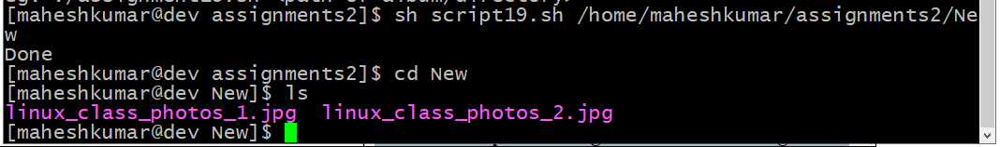 [maheshkumar@dev assignments2]$ sh script19.sh /home/maheshkumar/assignments2/Ne
w
Done
[maheshkumar@dev assignments2]$ cd New
[maheshkumar@dev New]$ ls
linux_class_photos_1.jpg  linux_class_photos_2.jpg
[maheshkumar@dev New]$